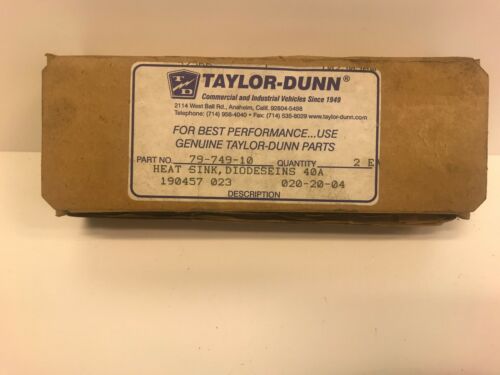 T/D TAYLOR-DUNN®
Commercial and Industrial Vehicles Since 1949
2114 West Ball Rd., Anaheim, Calif. 92804-5498
Telephone: (714) 956-4040 • Fax: (714) 535-8029 www.taylor-dunn.com
FOR BEST PERFORMANCE...USE
GENUINE TAYLOR-DUNN PARTS
PART NO. 79-749-10 QUANTITY 2 EA
HEAT SINK,DIODESEINS 40A
190457 023 020-20-04
DESCRIPTION